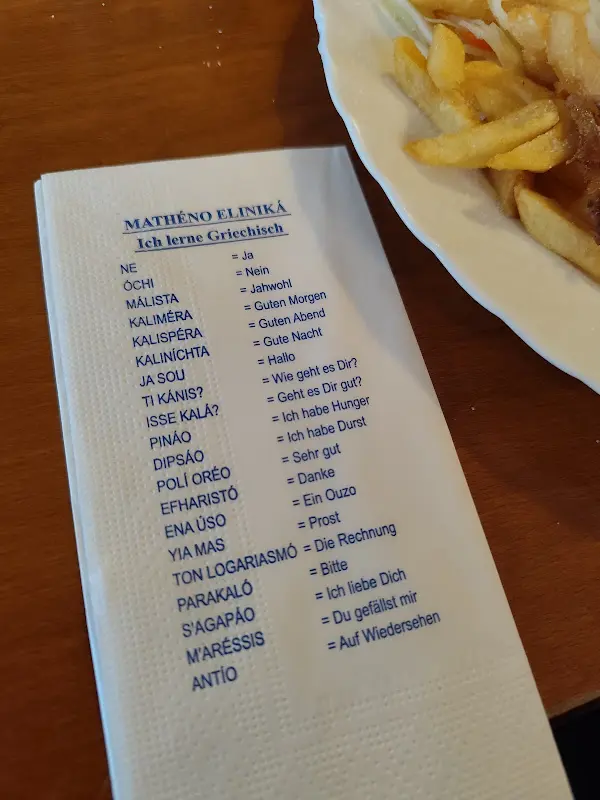 MATHÉNO ELINIKÁ
Ich lerne Griechisch
NE = Ja
ÓCHI = Nein
MÁLISTA = Jahwohl
KALIMÉRA = Guten Morgen
KALISPÉRA = Guten Abend
KALINÍCHTA = Gute Nacht
JA SOU = Hallo
TI KÁNIS? = Wie geht es Dir?
ISSE KALÁ? = Geht es Dir gut?
PINÁO = Ich habe Hunger
DIPSÁO = Ich habe Durst
POLÍ ORÉO = Sehr gut
EFHARISTÓ = Danke
ENA ÚSO = Ein Ouzo
YIA MAS = Prost
TON LOGARIASMÓ = Die Rechnung
PARAKALÓ = Bitte
S'AGAPÁO = Ich liebe Dich
M'ARÉSSIS = Du gefällst mir
ANTÍO = Auf Wiedersehen